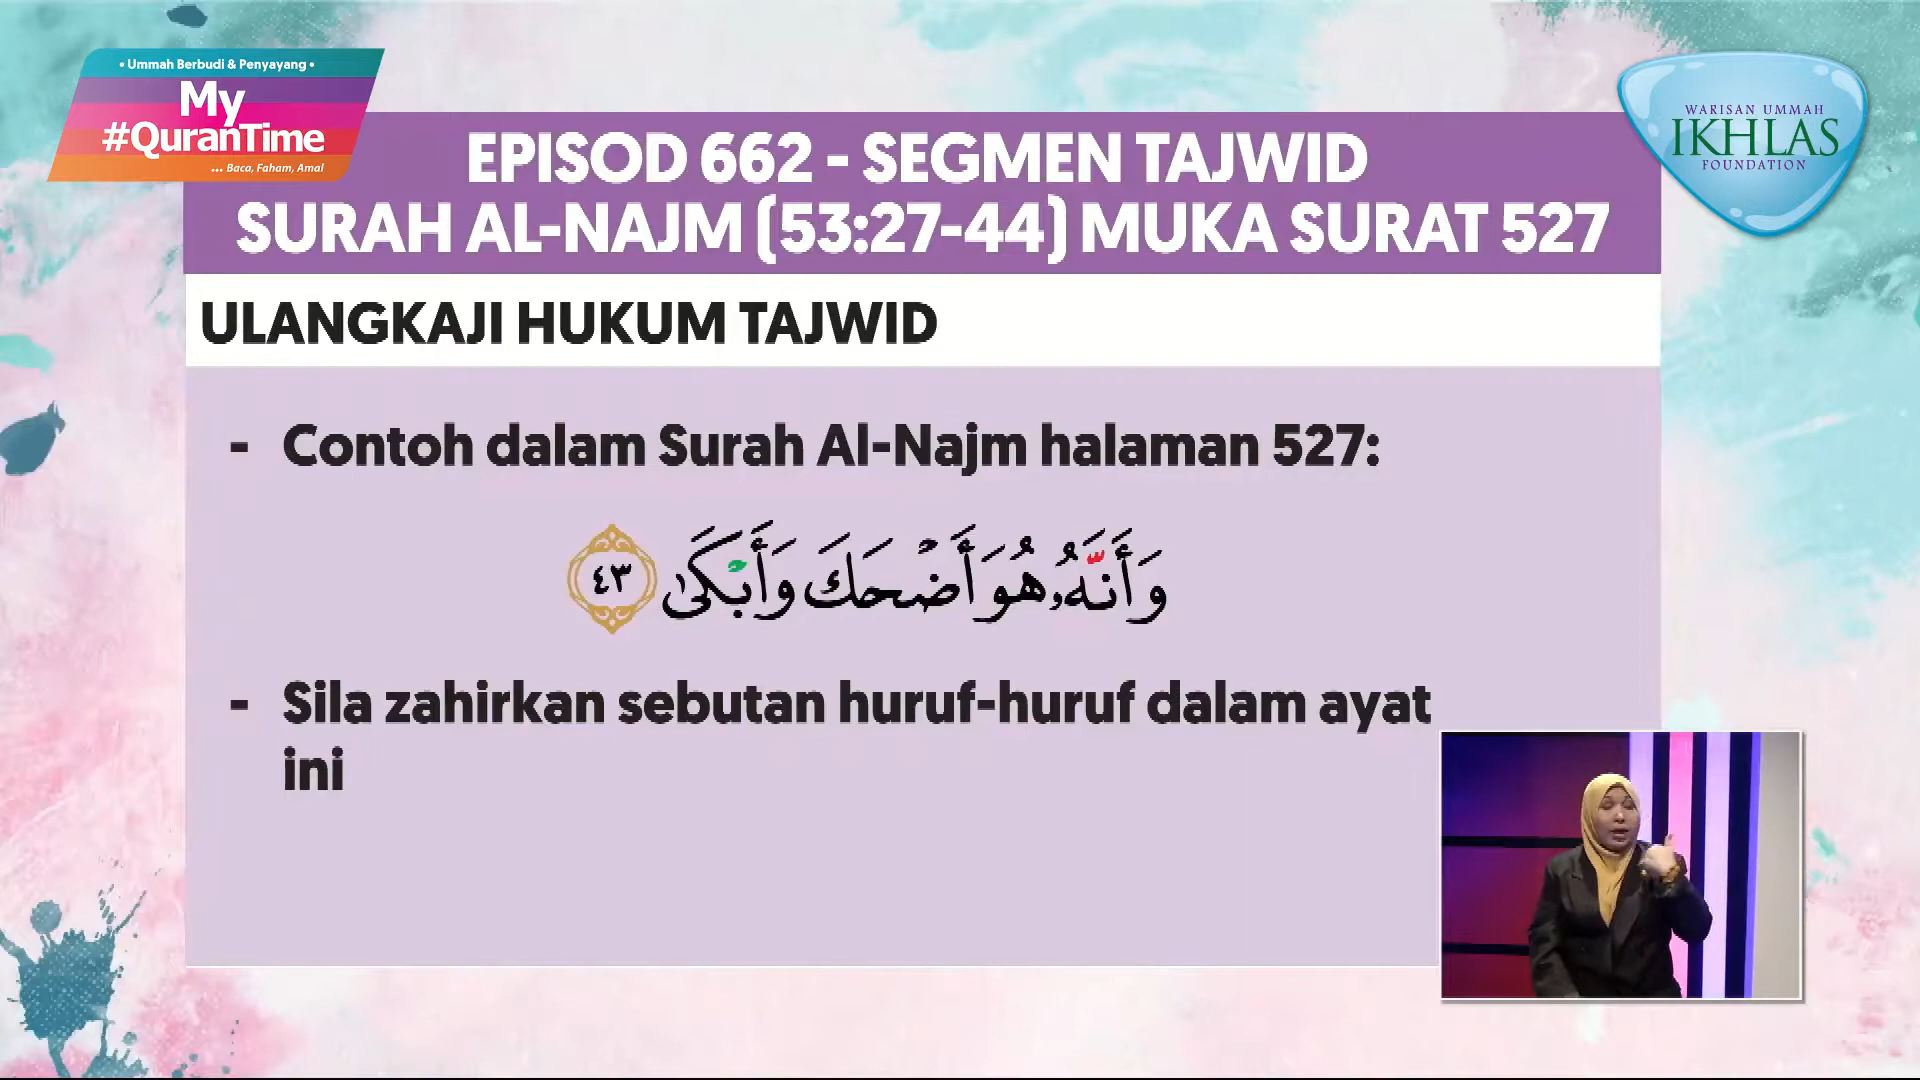 • Ummah Berbudi & Penyayang •
My
#QuranTime
... Baca, Faham, Amal
WARISAN UMMAH
IKHLAS
FOUNDATION
EPISOD 662 - SEGMEN TAJWID
SURAH AL-NAJM (53:27-44) MUKA SURAT 527
ULANGKAJI HUKUM TAJWID
- Contoh dalam Surah Al-Najm halaman 527:
وَأَنَّهُۥ هُوَ أَضْحَكَ وَأَبْكَىٰ ٤٣
- Sila zahirkan sebutan huruf-huruf dalam ayat
ini